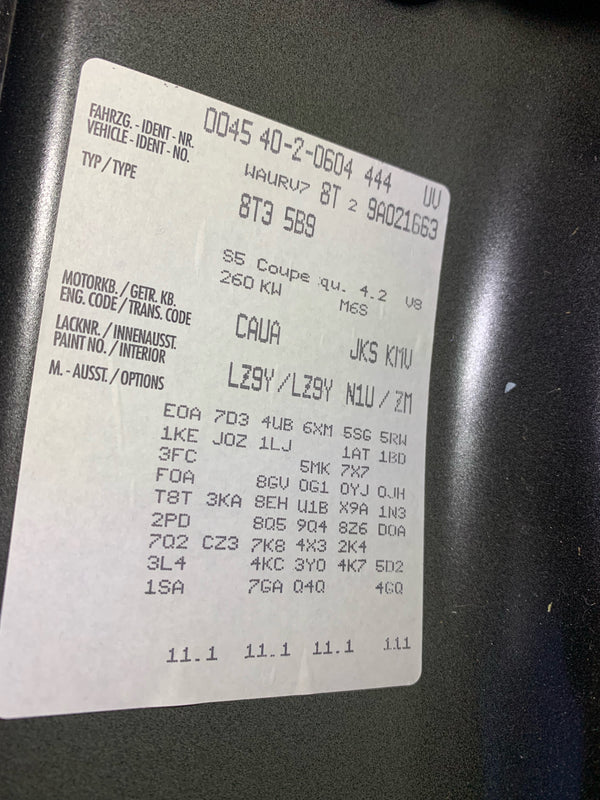 0045 40-2-0604 444 UV
FAHRZG. - IDENT - NR.
VEHICLE - IDENT - NO.
WAURV7 8T 2 9A021663
TYP / TYPE
8T3 5B9
S5 Coupe qu. 4.2 V8
260 KW M6S
MOTORKB. / GETR. KB.
ENG. CODE / TRANS. CODE
CAUA JKS KMV
LACKNR. / INNENAUSST.
PAINT NO. / INTERIOR
LZ9Y / LZ9Y N1U / ZM
M. - AUSST. / OPTIONS
E0A 7D3 4UB 6XM 5SG 5RW
1KE J0Z 1LJ 1AT 1BD
3FC 5MK 7X7
F0A 8GV 0G1 0YJ 0JH
T8T 3KA 8EH U1B X9A 1N3
2PD 8Q5 9Q4 8Z6 D0A
7Q2 CZ3 7K8 4X3 2K4
3L4 4KC 3Y0 4K7 5D2
1SA 7GA Q4Q 4GQ
11.1 11.1 11.1 11.1